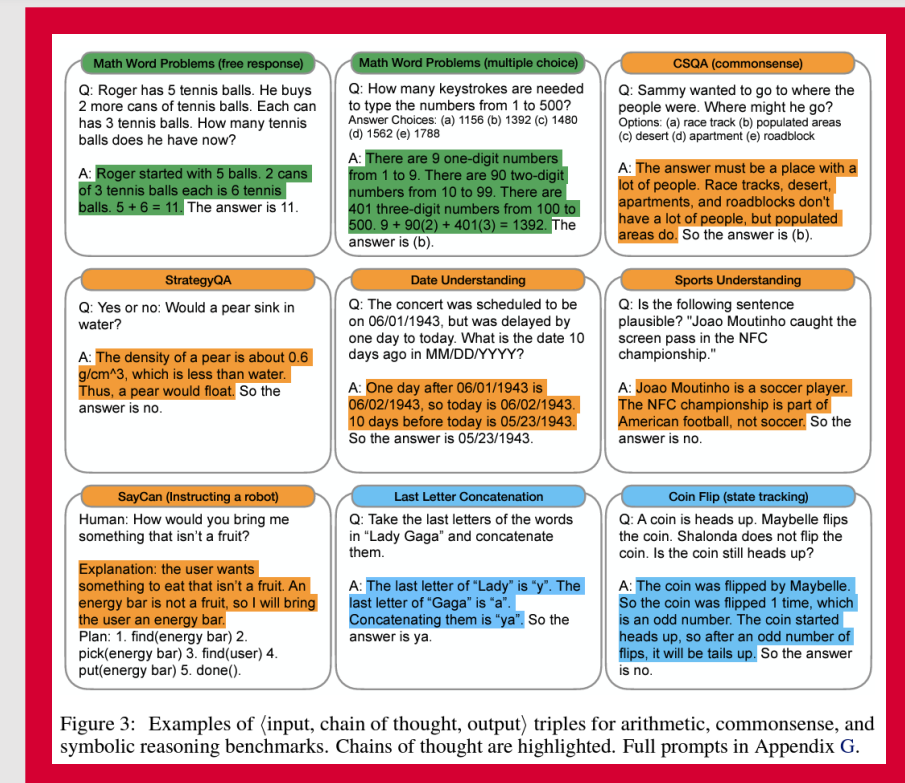 Math Word Problems (free response)
Q: Roger has 5 tennis balls. He buys
2 more cans of tennis balls. Each can
has 3 tennis balls. How many tennis
balls does he have now?
A: Roger started with 5 balls. 2 cans
of 3 tennis balls each is 6 tennis
balls. 5 + 6 = 11. The answer is 11.
Math Word Problems (multiple choice)
Q: How many keystrokes are needed
to type the numbers from 1 to 500?
Answer Choices: (a) 1156 (b) 1392 (c) 1480
(d) 1562 (e) 1788
A: There are 9 one-digit numbers
from 1 to 9. There are 90 two-digit
numbers from 10 to 99. There are
401 three-digit numbers from 100 to
500. 9 + 90(2) + 401(3) = 1392. The
answer is (b).
CSQA (commonsense)
Q: Sammy wanted to go to where the
people were. Where might he go?
Options: (a) race track (b) populated areas
(c) desert (d) apartment (e) roadblock
A: The answer must be a place with a
lot of people. Race tracks, desert,
apartments, and roadblocks don't
have a lot of people, but populated
areas do. So the answer is (b).
StrategyQA
Q: Yes or no: Would a pear sink in
water?
A: The density of a pear is about 0.6
g/cm^3, which is less than water.
Thus, a pear would float. So the
answer is no.
Date Understanding
Q: The concert was scheduled to be
on 06/01/1943, but was delayed by
one day to today. What is the date 10
days ago in MM/DD/YYYY?
A: One day after 06/01/1943 is
06/02/1943, so today is 06/02/1943.
10 days before today is 05/23/1943.
So the answer is 05/23/1943.
Sports Understanding
Q: Is the following sentence
plausible? "Joao Moutinho caught the
screen pass in the NFC
championship."
A: Joao Moutinho is a soccer player.
The NFC championship is part of
American football, not soccer. So the
answer is no.
SayCan (Instructing a robot)
Human: How would you bring me
something that isn't a fruit?
Explanation: the user wants
something to eat that isn't a fruit. An
energy bar is not a fruit, so I will bring
the user an energy bar.
Plan: 1. find(energy bar) 2.
pick(energy bar) 3. find(user) 4.
put(energy bar) 5. done().
Last Letter Concatenation
Q: Take the last letters of the words
in “Lady Gaga” and concatenate
them.
A: The last letter of “Lady” is “y”. The
last letter of “Gaga” is “a”.
Concatenating them is “ya”. So the
answer is ya.
Coin Flip (state tracking)
Q: A coin is heads up. Maybelle flips
the coin. Shalonda does not flip the
coin. Is the coin still heads up?
A: The coin was flipped by Maybelle.
So the coin was flipped 1 time, which
is an odd number. The coin started
heads up, so after an odd number of
flips, it will be tails up. So the answer
is no.
Figure 3: Examples of ⟨input, chain of thought, output⟩ triples for arithmetic, commonsense, and
symbolic reasoning benchmarks. Chains of thought are highlighted. Full prompts in Appendix G.